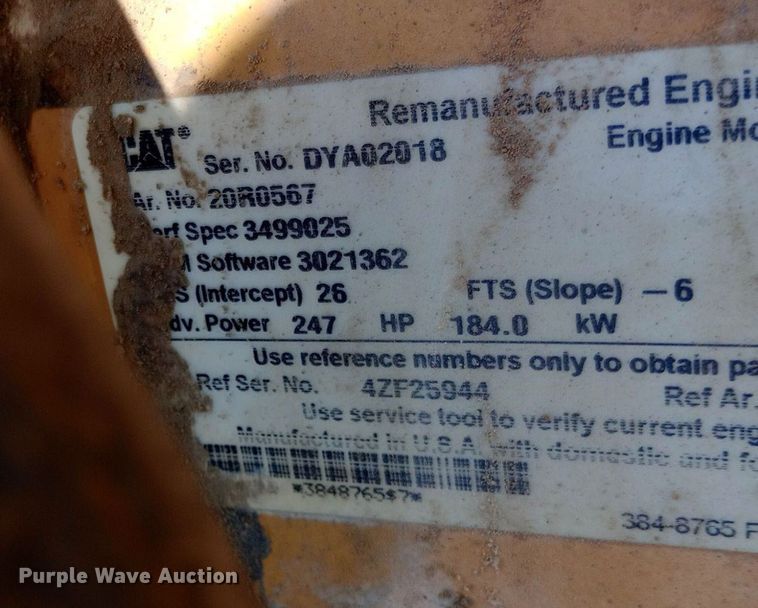 Remanufactured Engi
CAT® Ser. No. DYA02018 Engine Mo
Ar. No. 20R0567
erf Spec 3499025
M Software 3021362
S (Intercept) 26 FTS (Slope) -6
dv. Power 247 HP 184.0 kW
Use reference numbers only to obtain pa
Ref Ser. No. 4ZF25944 Ref Ar.
Use service tool to verify current eng
Manufactured in U.S.A. with domestic and fo
*3848765$7*
384-8765 F
Purple Wave Auction